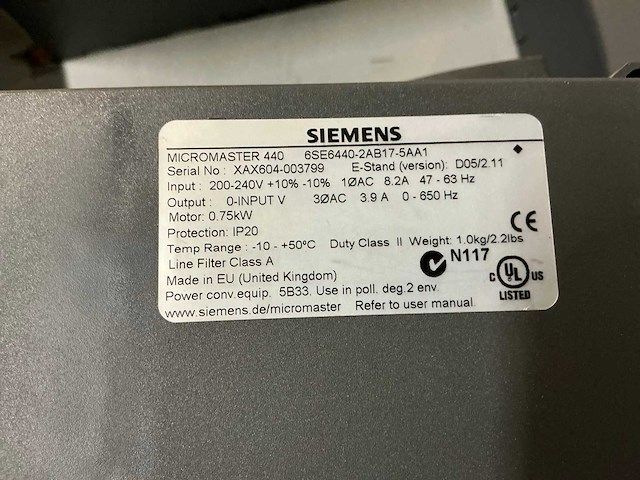 SIEMENS
MICROMASTER 440 6SE6440-2AB17-5AA1
Serial No : XAX604-003799 E-Stand (version): D05/2.11
Input : 200-240V +10% -10% 1ØAC 8.2A 47 - 63 Hz
Output : 0-INPUT V 3ØAC 3.9 A 0 - 650 Hz
Motor: 0.75kW
Protection: IP20
Temp Range : -10 - +50ºC Duty Class II Weight: 1.0kg/2.2lbs
Line Filter Class A
N117
Made in EU (United Kingdom)
C UL US
LISTED
Power conv.equip. 5B33. Use in poll. deg.2 env.
www.siemens.de/micromaster Refer to user manual
CE